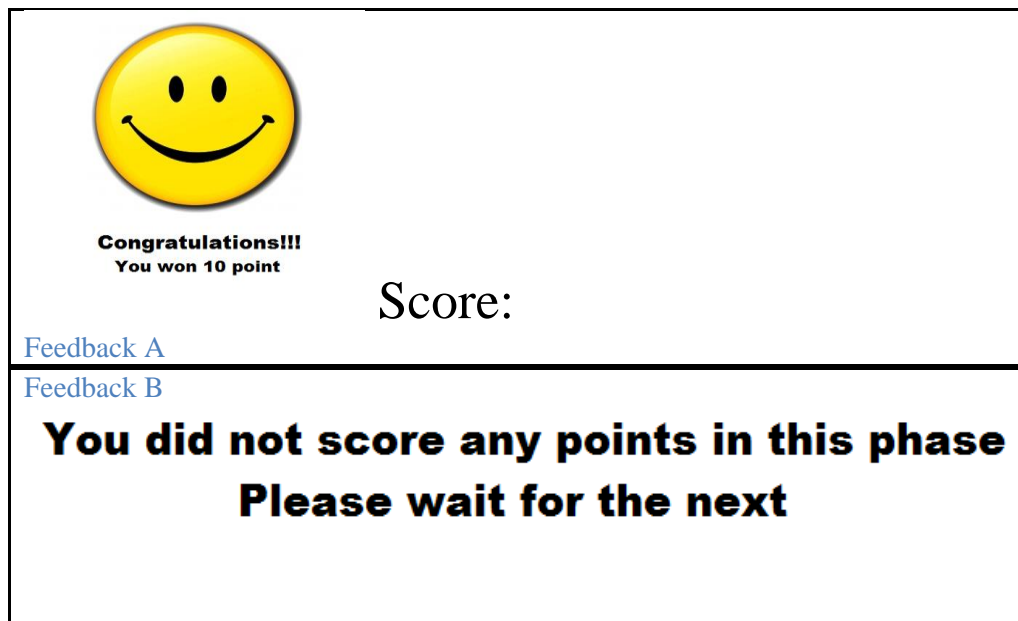 Congratulations!!!
You won 10 point
Score:
Feedback A
Feedback B
You did not score any points in this phase
Please wait for the next